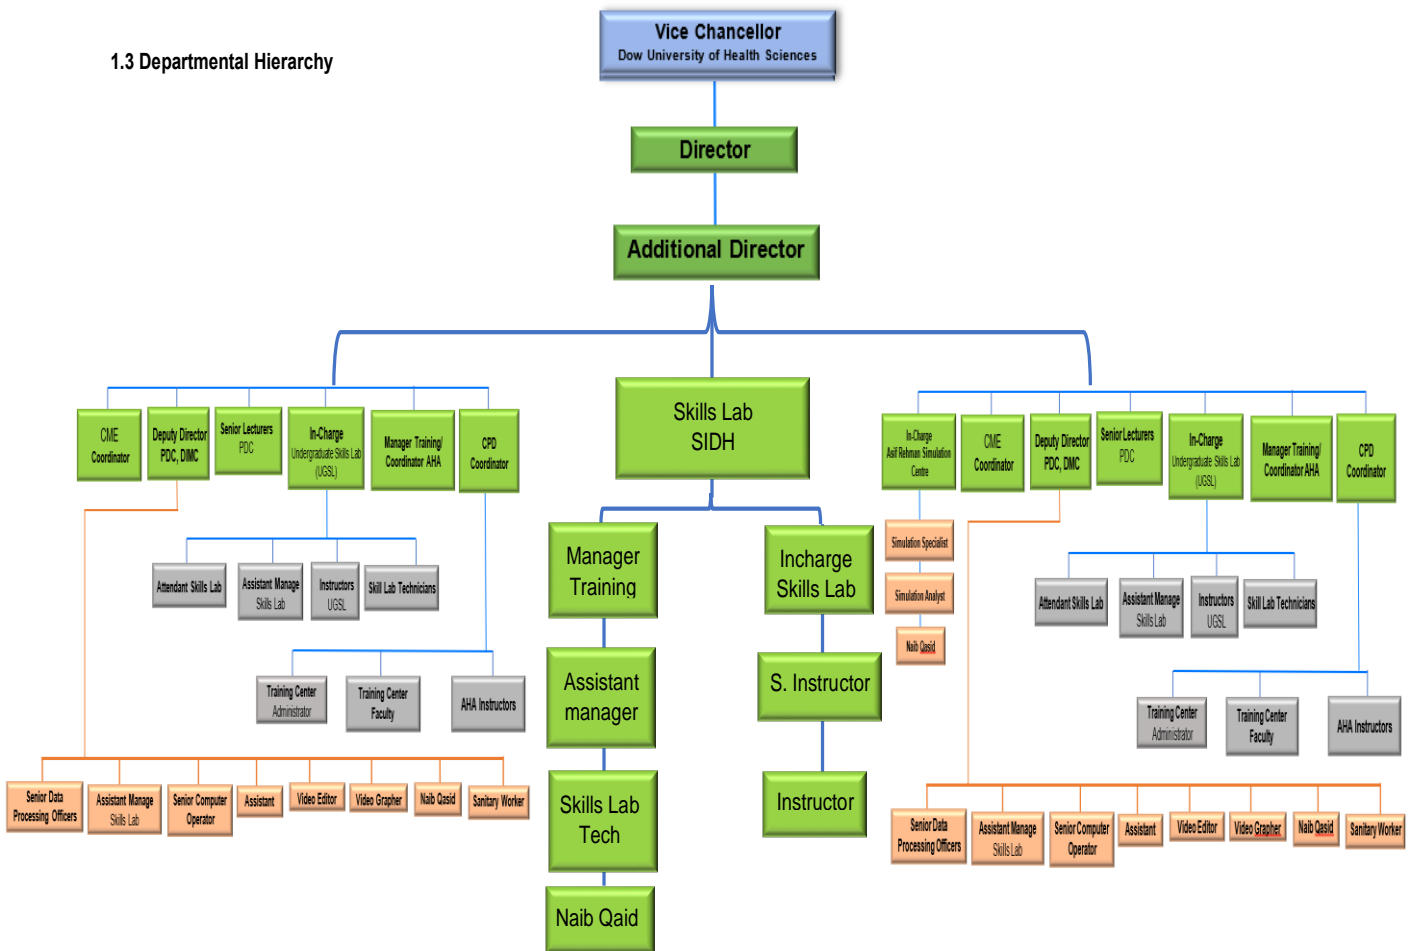 Vice Chancellor
Dow University of Health Sciences
1.3 Departmental Hierarchy
Director
Additional Director
CME
Coordinator
Deputy Director
PDC, DIMC
Senior Lecturers
PDC
In-Charge
Undergraduate Skills Lab
(UGSL)
Manager Training/
Coordinator AHA
CPD
Coordinator
Skills Lab
SIDH
In-Charge
Asif Rehman Simulation
Centre
CME
Coordinator
Deputy Director
PDC, DMC
Senior Lecturers
PDC
In-Charge
Undergraduate Skills Lab
(UGSL)
Manager Training/
Coordinator AHA
CPD
Coordinator
Attendant Skills Lab
Assistant Manage
Skills Lab
Instructors
UGSL
Skill Lab Technicians
Manager
Training
Incharge
Skills Lab
Simulation Specialist
Simulation Analyst
Naib Qasid
Attendant Skills Lab
Assistant Manage
Skills Lab
Instructors
UGSL
Skill Lab Technicians
Training Center
Administrator
Training Center
Faculty
AHA Instructors
Assistant
manager
S. Instructor
Training Center
Administrator
Training Center
Faculty
AHA Instructors
Senior Data
Processing Officers
Assistant Manage
Skills Lab
Senior Computer
Operator
Assistant
Video Editor
Video Grapher
Naib Qasid
Sanitary Worker
Skills Lab
Tech
Instructor
Senior Data
Processing Officers
Assistant Manage
Skills Lab
Senior Computer
Operator
Assistant
Video Editor
Video Grapher
Naib Qasid
Sanitary Worker
Naib Qaid